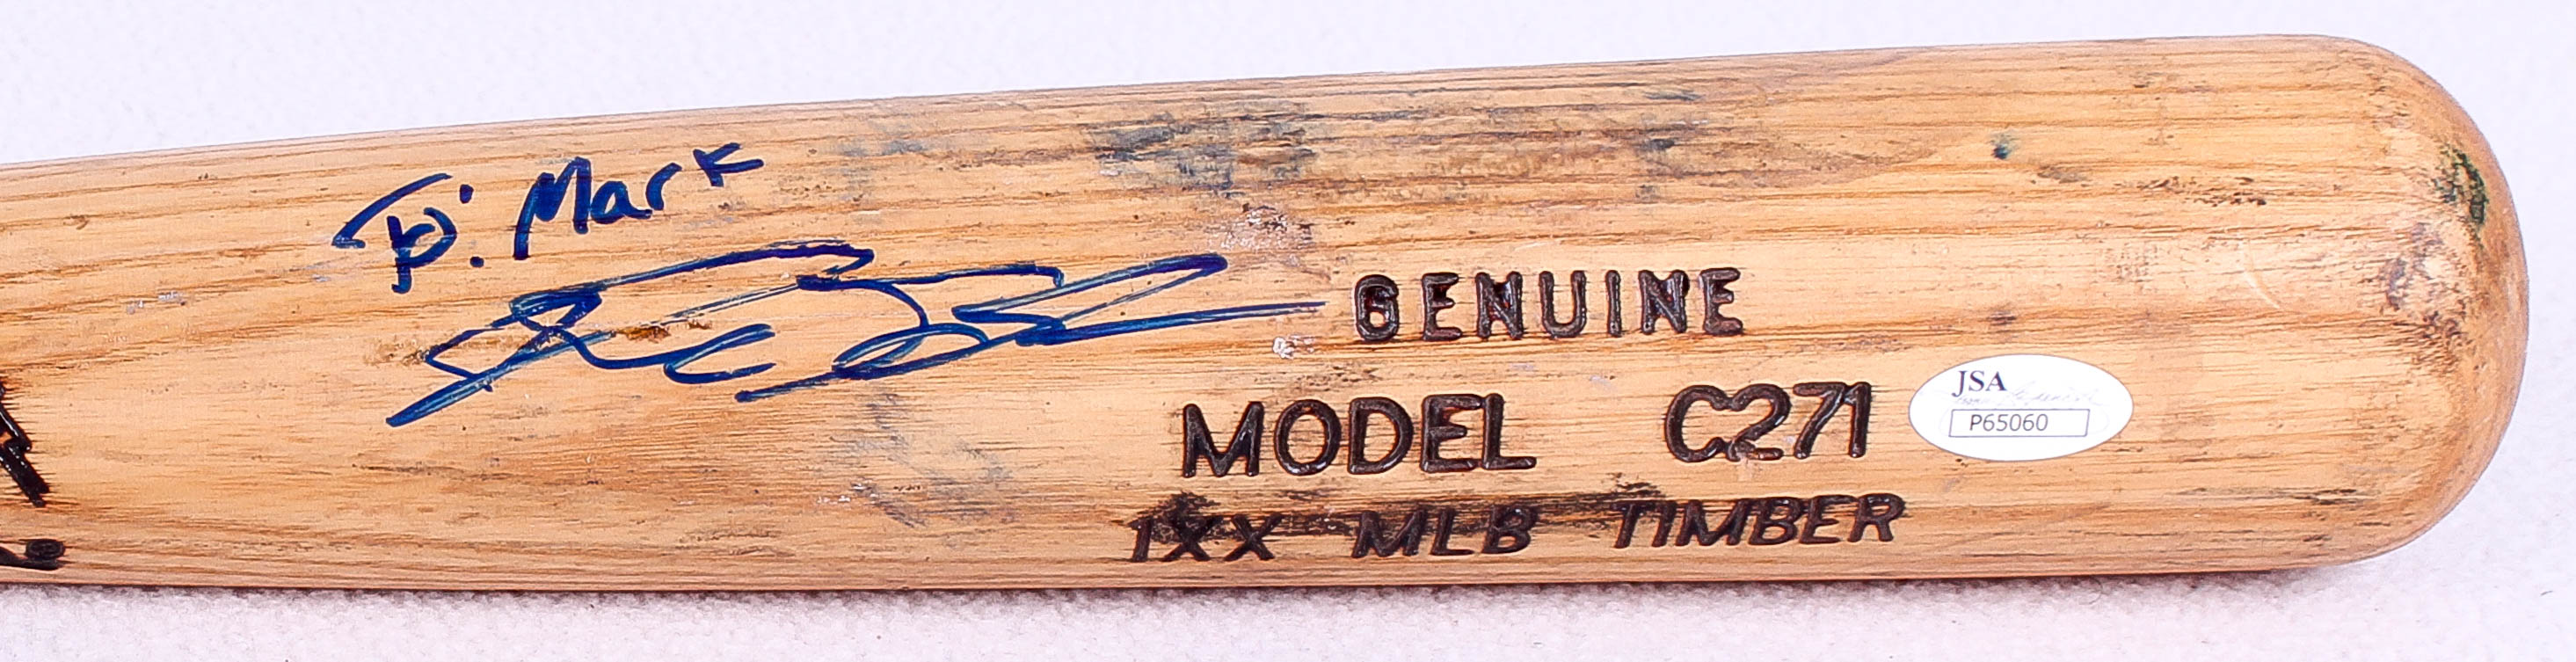 To: Mark
GENUINE
MODEL C271
1XX MLB TIMBER
JSA
P65060